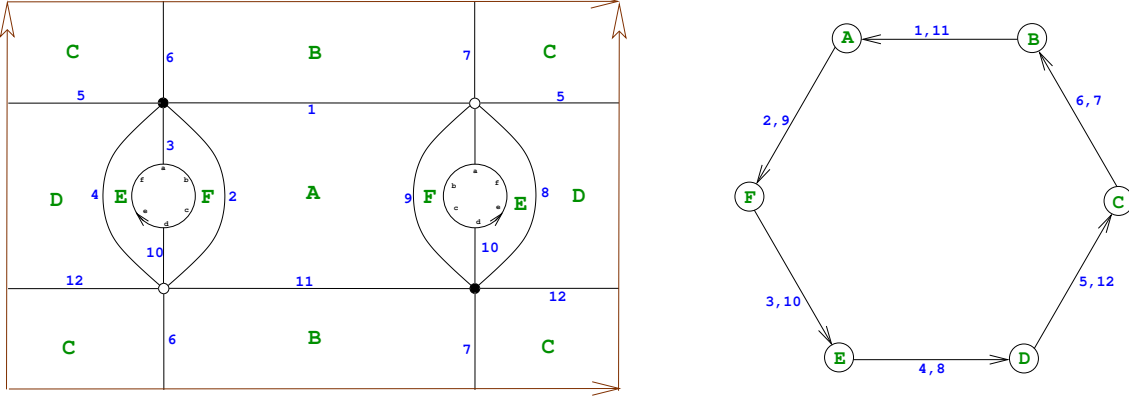 C 6 B 7 C
5 1 5
3
a a
f b b f
D 4 E F 2 A 9 F E 8 D
e c c e
d d
10 10
12 11 12
C 6 B 7 C
A 1,11 B
2,9 6,7
F C
3,10 5,12
E 4,8 D